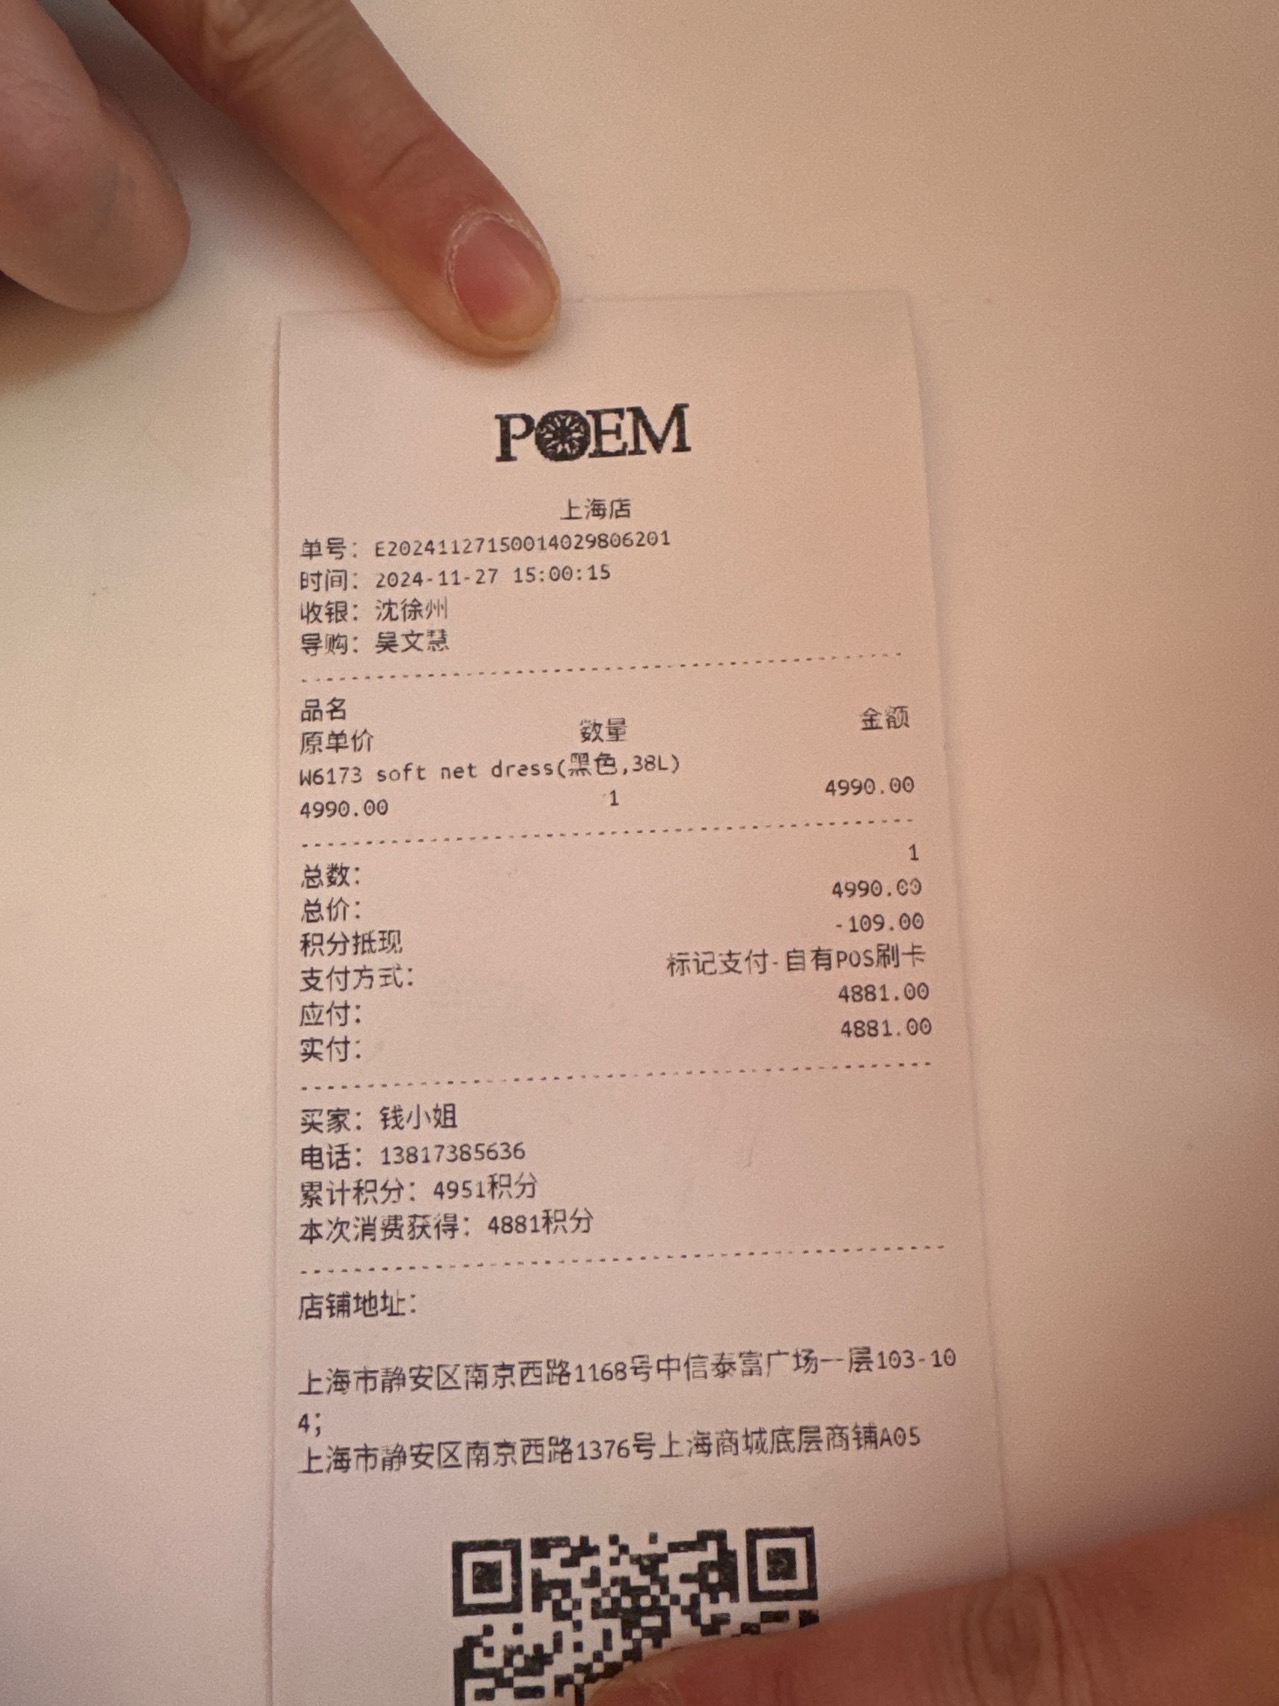 POEM
上海店
单号: E20241127150014029806201
时间: 2024-11-27 15:00:15
收银: 沈徐州
导购: 吴文慧
品名
原单价 数量 金额
W6173 soft net dress(黑色,38L)
4990.00 1 4990.00
总数: 1
总价: 4990.00
积分抵现 -109.00
支付方式: 标记支付-自有POS刷卡
应付: 4881.00
实付: 4881.00
买家: 钱小姐
电话: 13817385636
累计积分: 4951积分
本次消费获得: 4881积分
店铺地址:
上海市静安区南京西路1168号中信泰富广场一层103-10
4;
上海市静安区南京西路1376号上海商城底层商铺A05